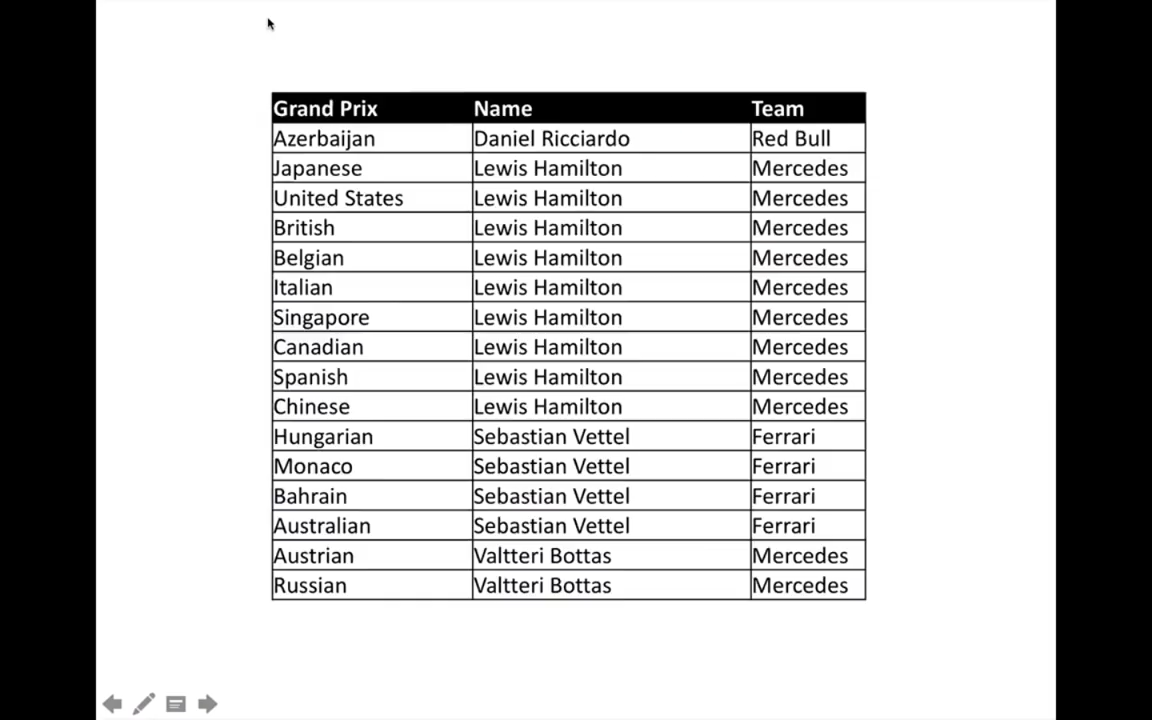 Grand Prix Name Team
Azerbaijan Daniel Ricciardo Red Bull
Japanese Lewis Hamilton Mercedes
United States Lewis Hamilton Mercedes
British Lewis Hamilton Mercedes
Belgian Lewis Hamilton Mercedes
Italian Lewis Hamilton Mercedes
Singapore Lewis Hamilton Mercedes
Canadian Lewis Hamilton Mercedes
Spanish Lewis Hamilton Mercedes
Chinese Lewis Hamilton Mercedes
Hungarian Sebastian Vettel Ferrari
Monaco Sebastian Vettel Ferrari
Bahrain Sebastian Vettel Ferrari
Australian Sebastian Vettel Ferrari
Austrian Valtteri Bottas Mercedes
Russian Valtteri Bottas Mercedes